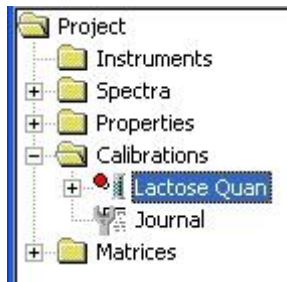 Project
Instruments
Spectra
Properties
Calibrations
Lactose Quan
Journal
Matrices